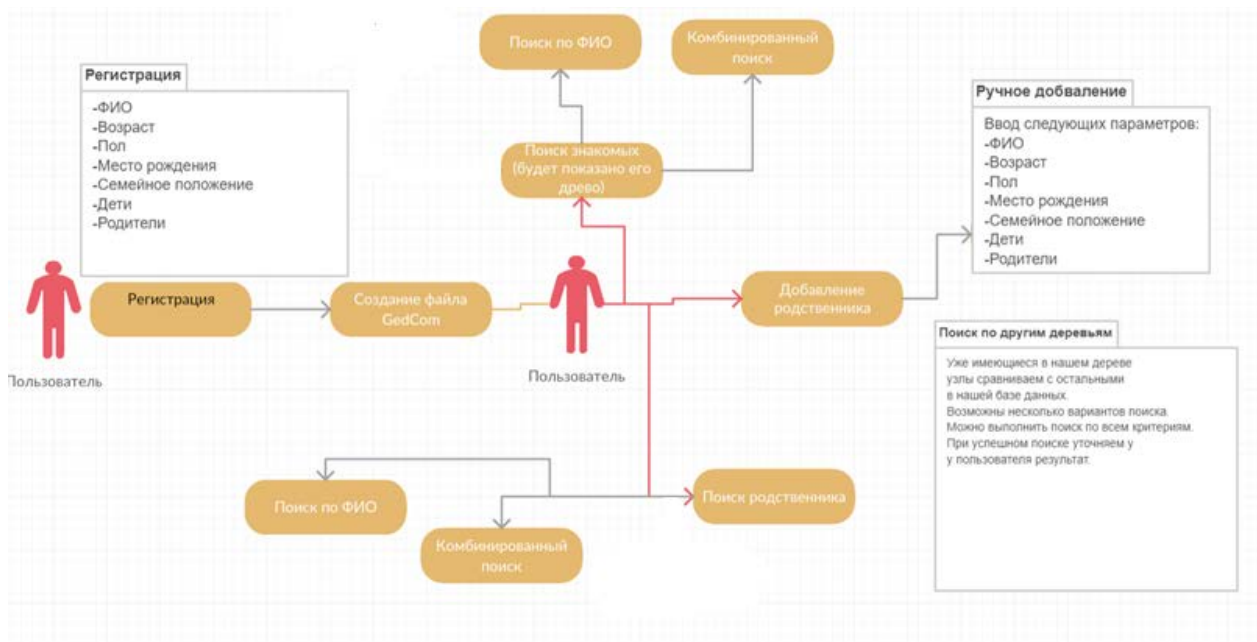 Поиск по ФИО
Комбинированный
поиск
Регистрация
-ФИО
-Возраст
-Пол
-Место рождения
-Семейное положение
-Дети
-Родители
Ручное добваление
Ввод следующих параметров:
-ФИО
-Возраст
-Пол
-Место рождения
-Семейное положение
-Дети
-Родители
Поиск знакомых
(будет показано его
древо)
Регистрация
Создание файла
GedCom
Добавление
родственника
Пользователь
Пользователь
Поиск по другим деревьям
Уже имеющиеся в нашем дереве
узлы сравниваем с остальными
в нашей базе данных.
Возможны несколько вариантов поиска.
Можно выполнить поиск по всем критериям.
При успешном поиске уточняем у
у пользователя результат.
Поиск по ФИО
Комбинированный
поиск
Поиск родственника